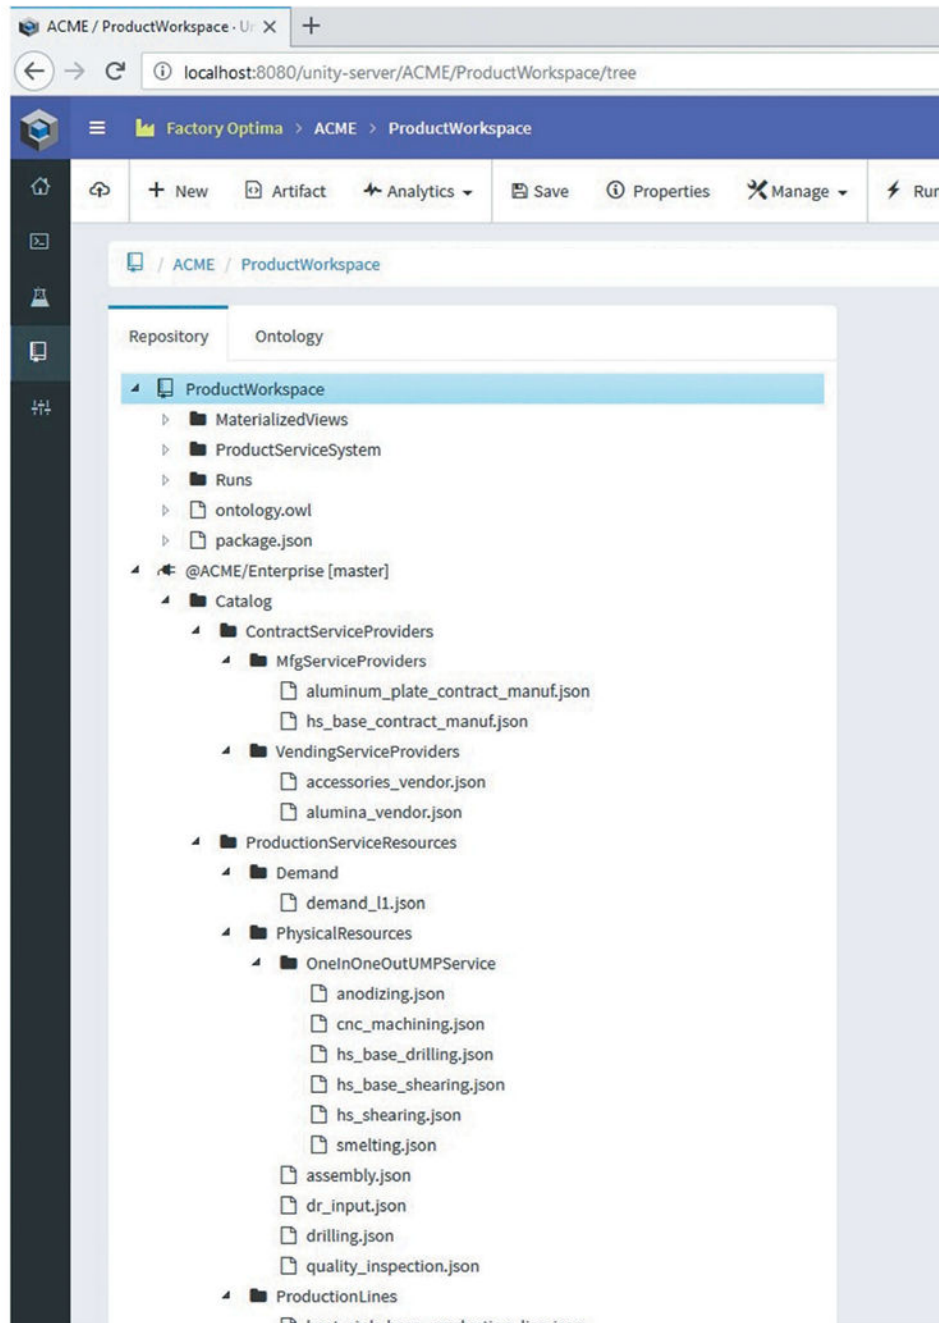 ACME / ProductWorkspace · Un
localhost:8080/unity-server/ACME/ProductWorkspace/tree
Factory Optima > ACME > ProductWorkspace
New Artifact Analytics Save Properties Manage Run
/ ACME / ProductWorkspace
Repository Ontology
ProductWorkspace
MaterializedViews
ProductServiceSystem
Runs
ontology.owl
package.json
@ACME/Enterprise [master]
Catalog
ContractServiceProviders
MfgServiceProviders
aluminum_plate_contract_manuf.json
hs_base_contract_manuf.json
VendingServiceProviders
accessories_vendor.json
alumina_vendor.json
ProductionServiceResources
Demand
demand_l1.json
PhysicalResources
OneInOneOutUMPService
anodizing.json
cnc_machining.json
hs_base_drilling.json
hs_base_shearing.json
hs_shearing.json
smelting.json
assembly.json
dr_input.json
drilling.json
quality_inspection.json
ProductionLines